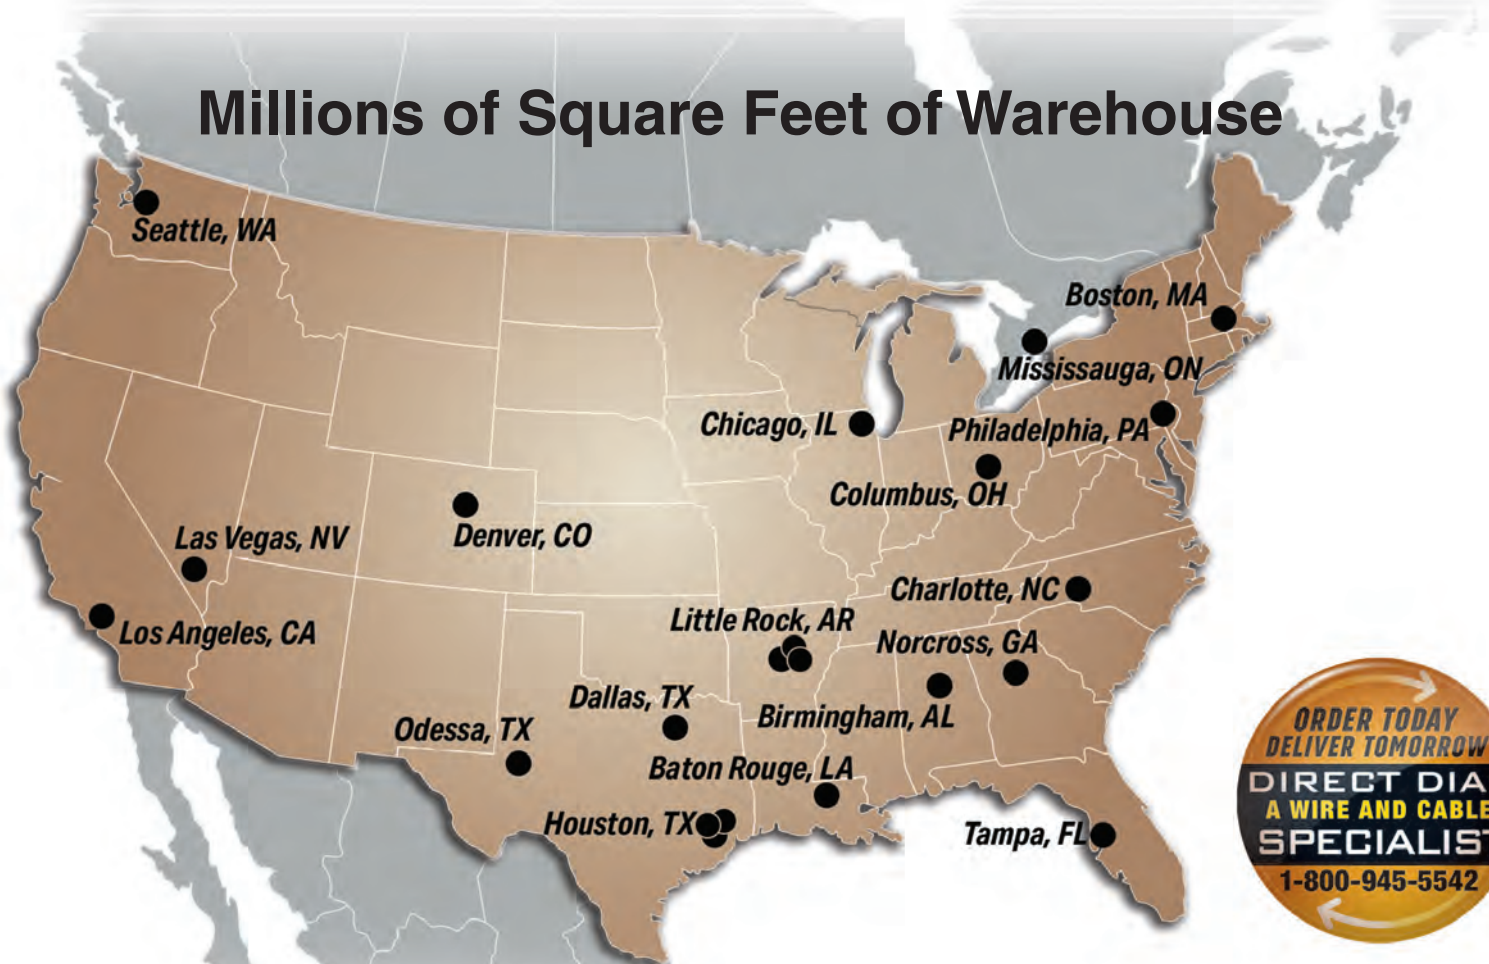 Millions of Square Feet of Warehouse
Seattle, WA
Boston, MA
Mississauga, ON
Chicago, IL
Philadelphia, PA
Columbus, OH
Las Vegas, NV
Denver, CO
Charlotte, NC
Los Angeles, CA
Little Rock, AR
Norcross, GA
Dallas, TX
Birmingham, AL
Odessa, TX
Baton Rouge, LA
Houston, TX
Tampa, FL
ORDER TODAY
DELIVER TOMORROW
DIRECT DIA
A WIRE AND CABLE
SPECIALIST
1-800-945-5542